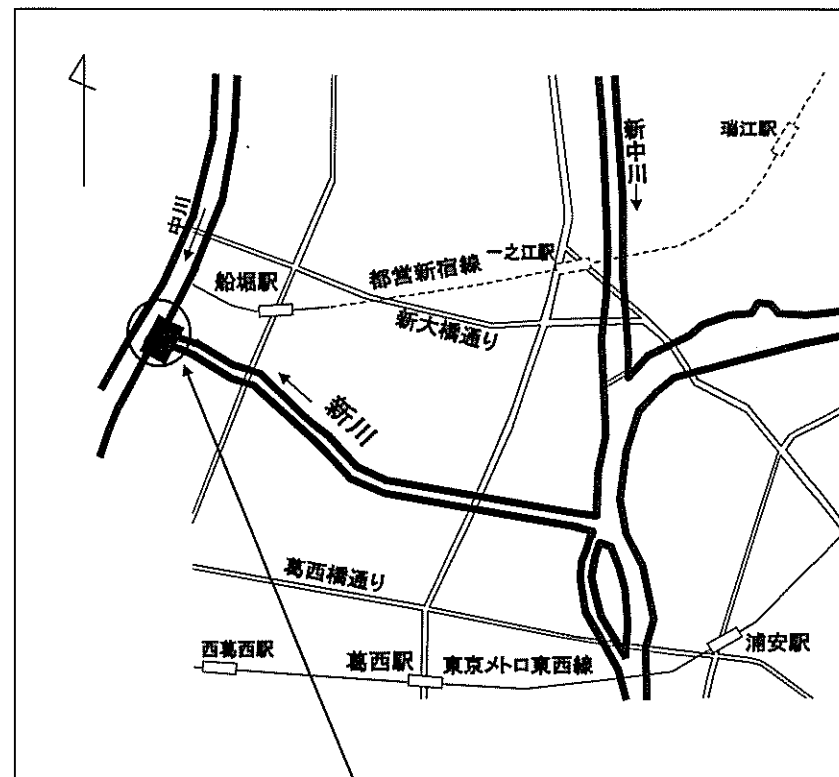 新中川
瑞江駅
中川
一之江駅
船堀駅
都営新宿線
新大橋通り
新川
葛西橋通り
西葛西駅
葛西駅
東京メトロ東西線
浦安駅